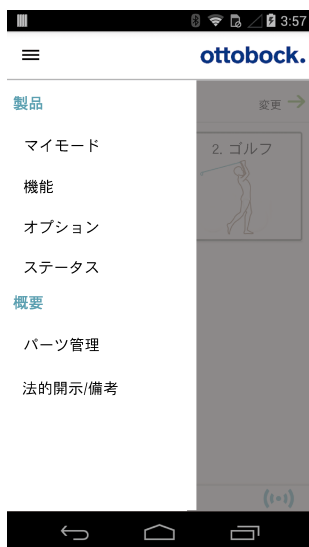 3:57
ottobock.
製品
変更
マイモード
2. ゴルフ
機能
オプション
ステータス
概要
パーツ管理
法的開示/備考